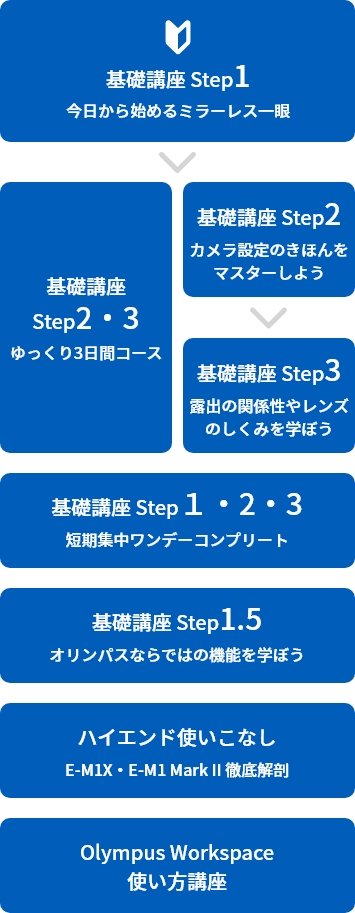 基礎講座 Step1
今日から始めるミラーレス一眼
基礎講座
Step2・3
ゆっくり3日間コース
基礎講座 Step2
カメラ設定のきほんを
マスターしよう
基礎講座 Step3
露出の関係性やレンズ
のしくみを学ぼう
基礎講座 Step１・2・3
短期集中ワンデーコンプリート
基礎講座 Step1.5
オリンパスならではの機能を学ぼう
ハイエンド使いこなし
E-M1X・E-M1 Mark II 徹底解剖
Olympus Workspace
使い方講座